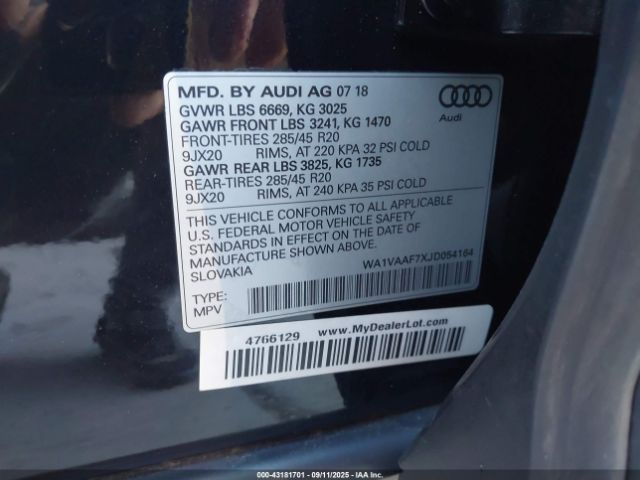 MFD. BY AUDI AG 07 18
GVWR LBS 6669, KG 3025
GAWR FRONT LBS 3241, KG 1470
FRONT-TIRES 285/45 R20
9JX20 RIMS, AT 220 KPA 32 PSI COLD
GAWR REAR LBS 3825, KG 1735
REAR-TIRES 285/45 R20
9JX20 RIMS, AT 240 KPA 35 PSI COLD
Audi
THIS VEHICLE CONFORMS TO ALL APPLICABLE
U.S. FEDERAL MOTOR VEHICLE SAFETY
STANDARDS IN EFFECT ON THE DATE OF
MANUFACTURE SHOWN ABOVE.
SLOVAKIA
WA1VAAF7XJD054164
TYPE:
MPV
4766129 www.MyDealerLot.com
©00-43181701 - 09/11/2025 - IAAI.COM